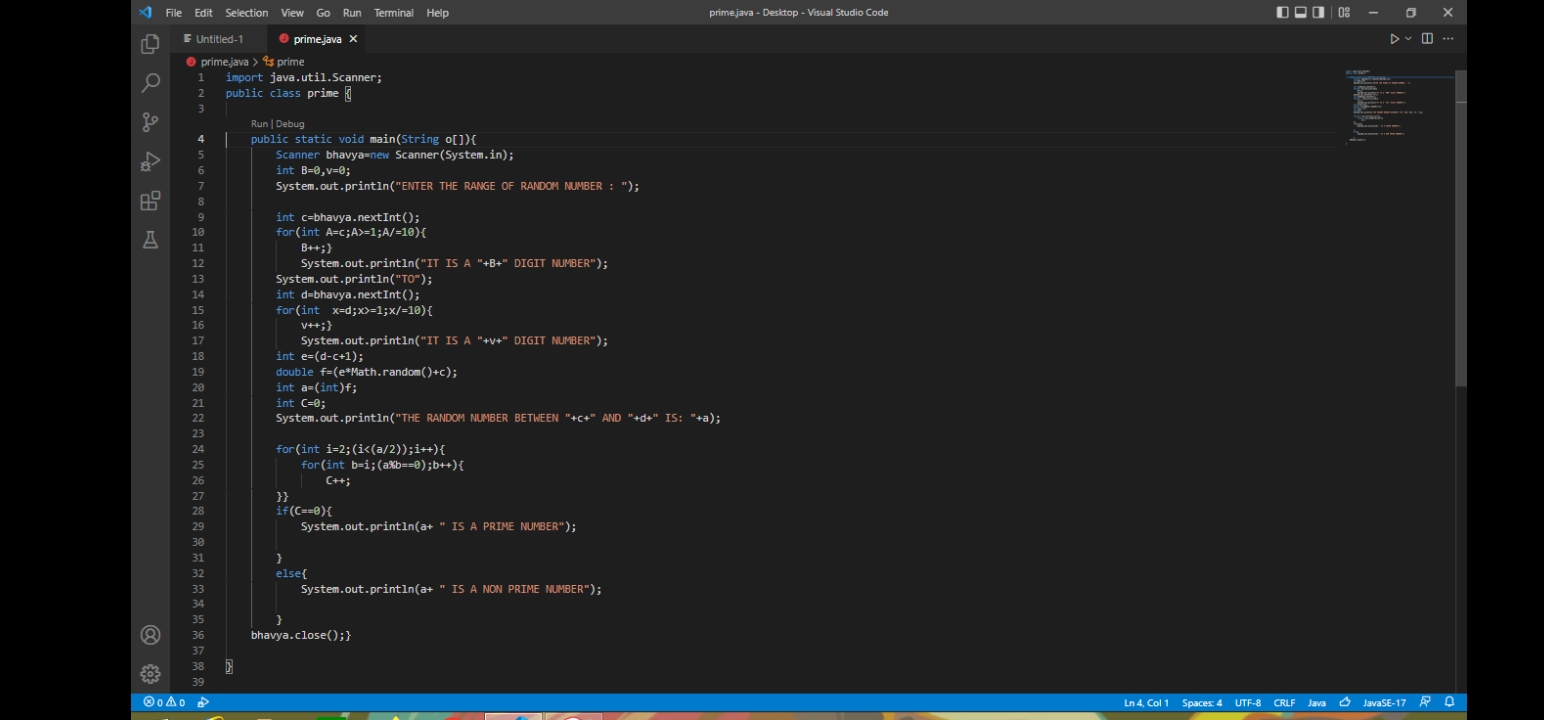 File Edit Selection View Go Run Terminal Help prime.java - Desktop - Visual Studio Code
Untitled-1 prime.java
prime.java > prime
1 import java.util.Scanner;
2 public class prime {
3
Run | Debug
4 public static void main(String o[]){
5 Scanner bhavya=new Scanner(System.in);
6 int B=0,v=0;
7 System.out.println("ENTER THE RANGE OF RANDOM NUMBER : ");
8
9 int c=bhavya.nextInt();
10 for(int A=c;A>=1;A/=10){
11 B++;}
12 System.out.println("IT IS A "+B+" DIGIT NUMBER");
13 System.out.println("TO");
14 int d=bhavya.nextInt();
15 for(int  x=d;x>=1;x/=10){
16 v++;}
17 System.out.println("IT IS A "+v+" DIGIT NUMBER");
18 int e=(d-c+1);
19 double f=(e*Math.random()+c);
20 int a=(int)f;
21 int C=0;
22 System.out.println("THE RANDOM NUMBER BETWEEN "+c+" AND "+d+" IS: "+a);
23
24 for(int i=2;(i<(a/2));i++){
25 for(int b=i;(a%b==0);b++){
26 C++;
27 }}
28 if(C==0){
29 System.out.println(a+ " IS A PRIME NUMBER");
30
31 }
32 else{
33 System.out.println(a+ " IS A NON PRIME NUMBER");
34
35 }
36 bhavya.close();}
37
38 }
39
0 0 Ln 4, Col 1 Spaces: 4 UTF-8 CRLF Java JavaSE-17